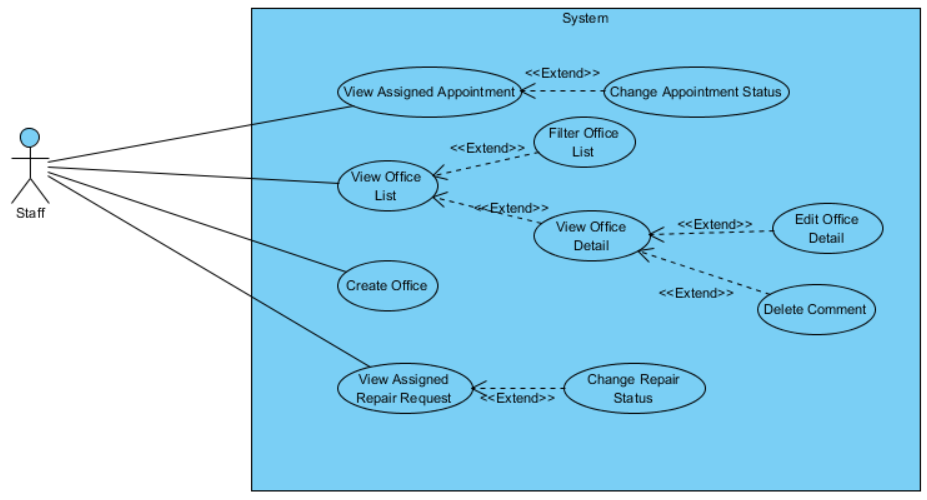 System
<<Extend>>
View Assigned Appointment
Change Appointment Status
Filter Office
List
<<Extend>>
View Office
List
<<Extend>>
View Office
Detail
<<Extend>>
Edit Office
Detail
Staff
Create Office
<<Extend>>
Delete Comment
View Assigned
Repair Request
<<Extend>>
Change Repair
Status